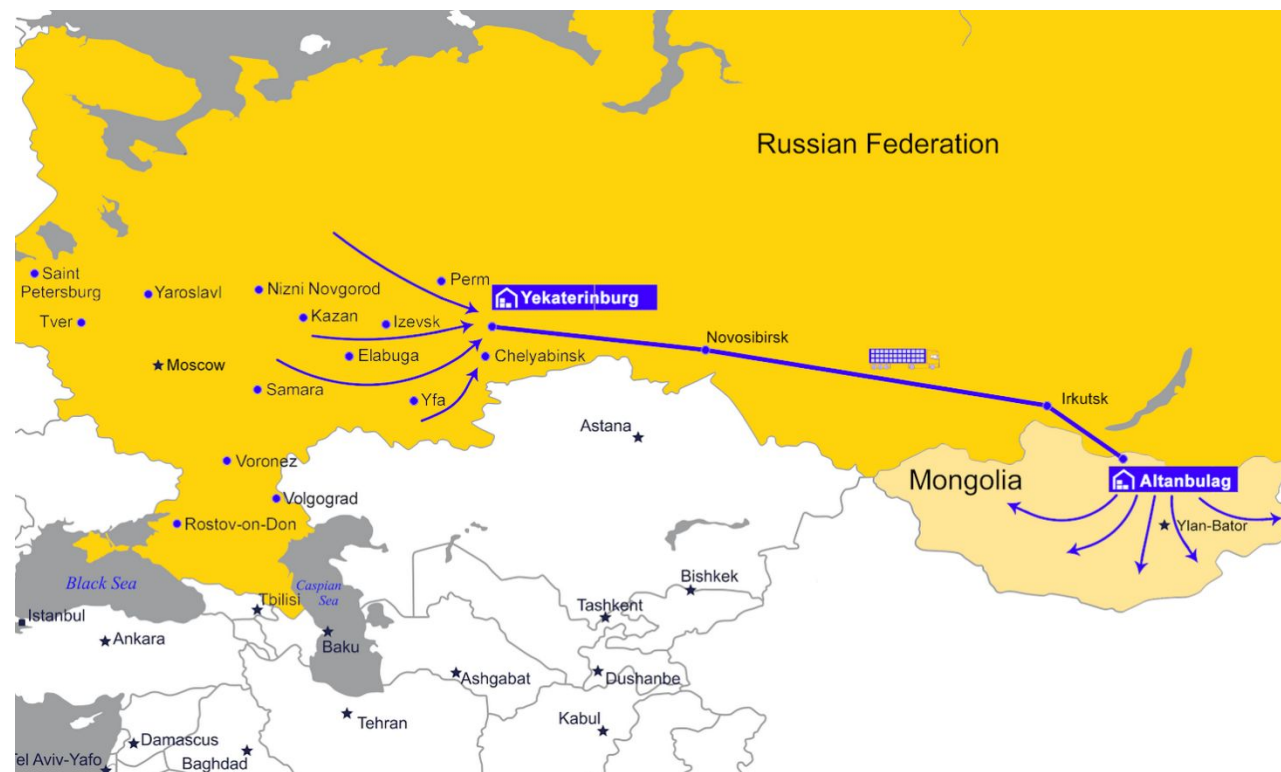 Russian Federation
Saint
Petersburg
Yaroslavl
Nizni Novgorod
Perm
Yekaterinburg
Tver
Kazan
Izevsk
Novosibirsk
Moscow
Elabuga
Chelyabinsk
Samara
Yfa
Irkutsk
Astana
Voronez
Volgograd
Mongolia
Altanbulag
Rostov-on-Don
Ylan-Bator
Black Sea
Caspian
Sea
Tbilisi
Bishkek
Istanbul
Tashkent
Ankara
Baku
Ashgabat
Dushanbe
Tehran
Kabul
Damascus
Tel Aviv-Yafo
Baghdad